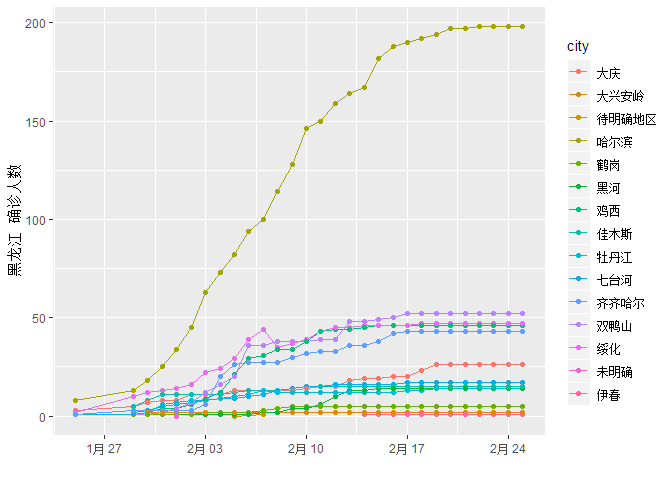 200
150
100
50
0
黑龙江 确诊人数
1月 27
2月 03
2月 10
2月 17
2月 24
city
大庆
大兴安岭
待明确地区
哈尔滨
鹤岗
黑河
鸡西
佳木斯
牡丹江
七台河
齐齐哈尔
双鸭山
绥化
未明确
伊春